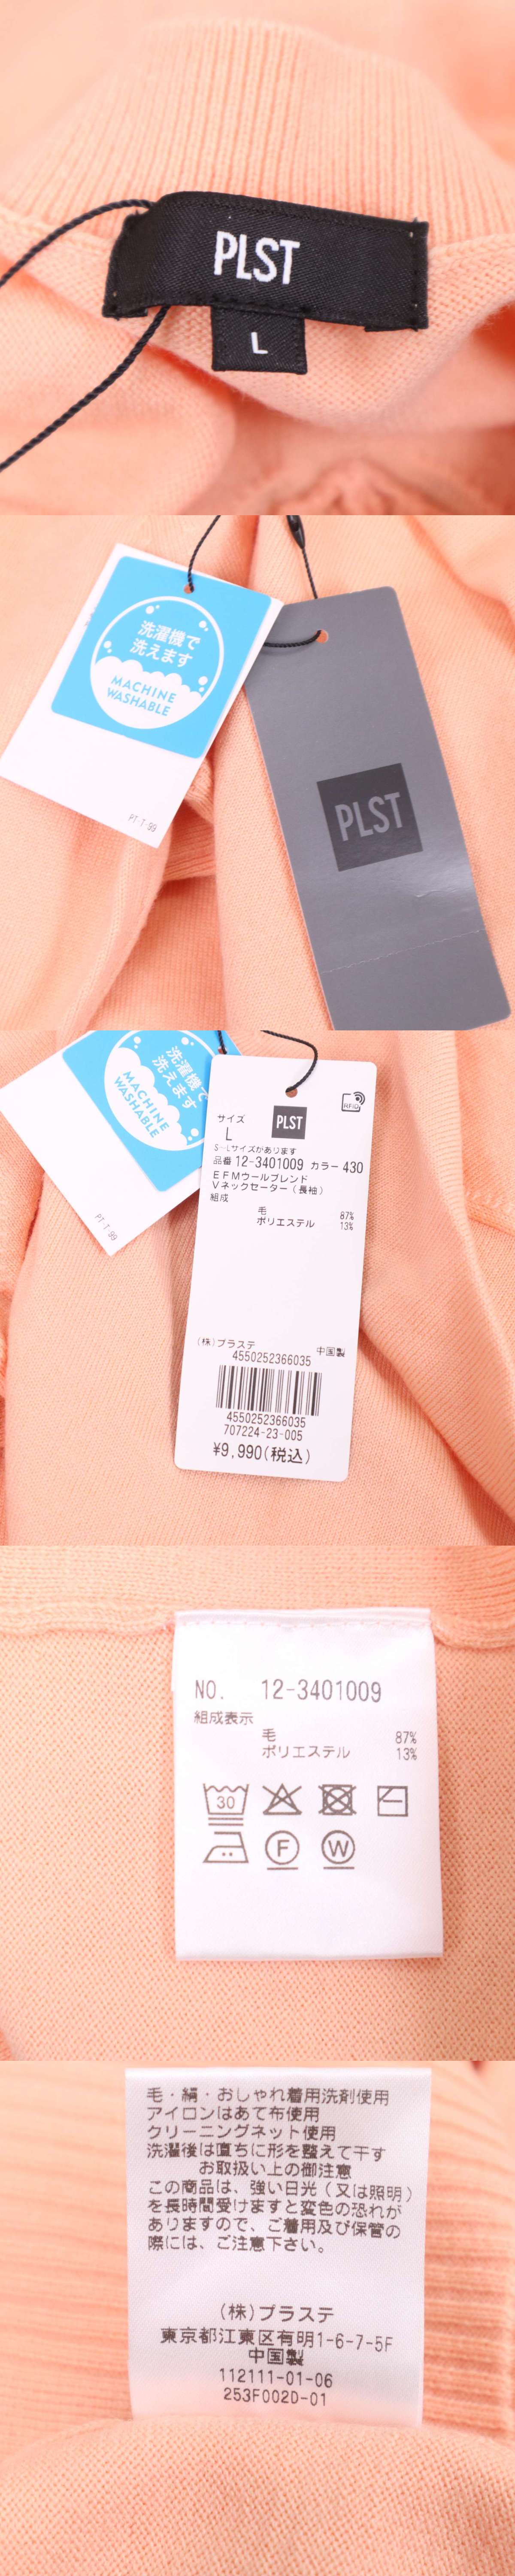 PLST
L
洗濯機で
洗えます
MACHINE
WASHABLE
PT-T-99
PLST
洗濯機で
洗えます
MACHINE
WASHABLE
PT-T-99
サイズ
L
PLST
RFID
S-Lサイズがあります
品番 12-3401009 カラー 430
EFMウールブレンド
Vネックセーター(長袖)
組成
毛 87%
ポリエステル 13%
(株)プラステ 中国製
4550252366035
4550252366035
707224-23-005
¥9,990(税込)
NO. 12-3401009
組成表示
毛 87%
ポリエステル 13%
30
F W
毛・絹・おしゃれ着用洗剤使用
アイロンはあて布使用
クリーニングネット使用
洗濯後は直ちに形を整えて干す
お取扱い上の御注意
この商品は、強い日光(又は照明)
を長時間受けますと変色の恐れが
ありますので、ご着用及び保管の
際には、ご注意下さい。
(株)プラステ
東京都江東区有明1-6-7-5F
中国製
112111-01-06
253F002D-01